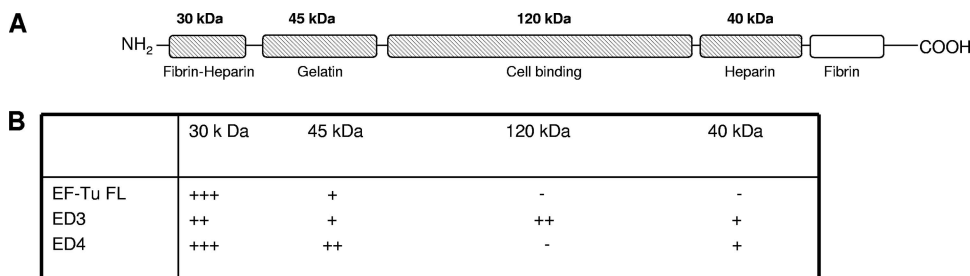 A
30 kDa 45 kDa 120 kDa 40 kDa
NH2 COOH
Fibrin-Heparin Gelatin Cell binding Heparin Fibrin
B
30 k Da 45 kDa 120 kDa 40 kDa
EF-Tu FL +++ + - -
ED3 ++ + ++ +
ED4 +++ ++ - +